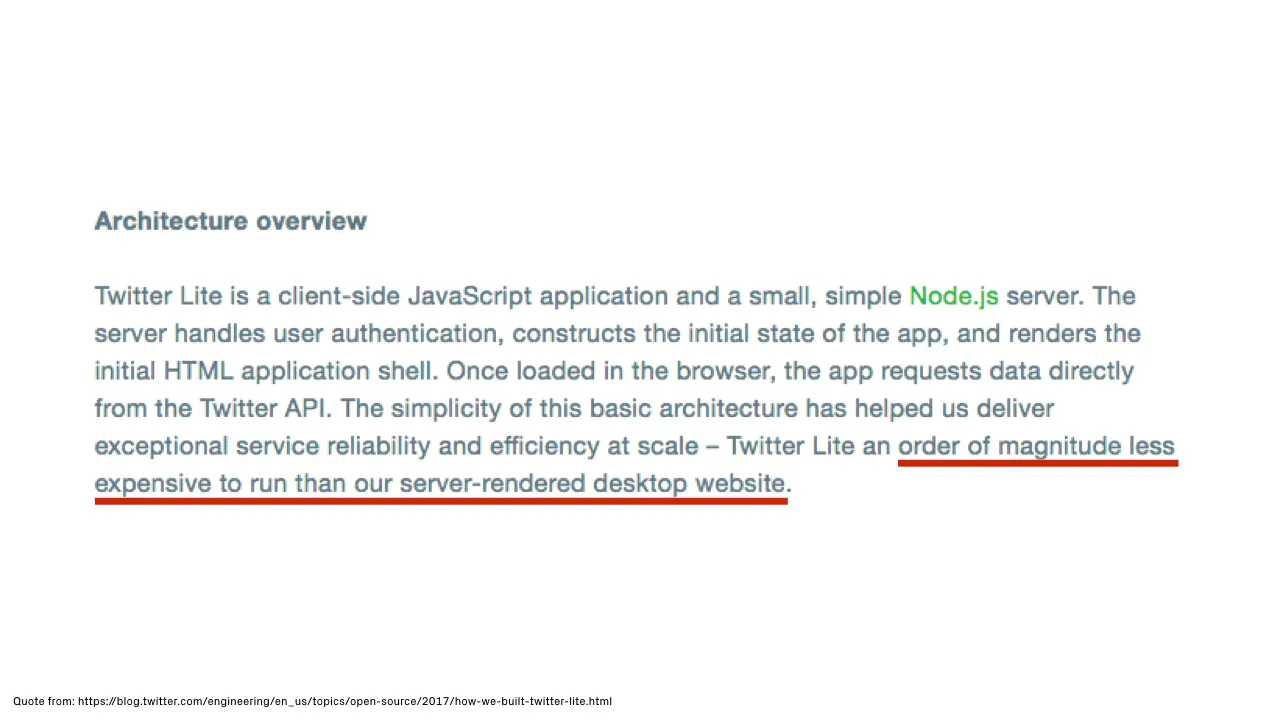 Architecture overview
Twitter Lite is a client-side JavaScript application and a small, simple Node.js server. The
server handles user authentication, constructs the initial state of the app, and renders the
initial HTML application shell. Once loaded in the browser, the app requests data directly
from the Twitter API. The simplicity of this basic architecture has helped us deliver
exceptional service reliability and efficiency at scale – Twitter Lite an order of magnitude less
expensive to run than our server-rendered desktop website.
Quote from: https://blog.twitter.com/engineering/en_us/topics/open-source/2017/how-we-built-twitter-lite.html